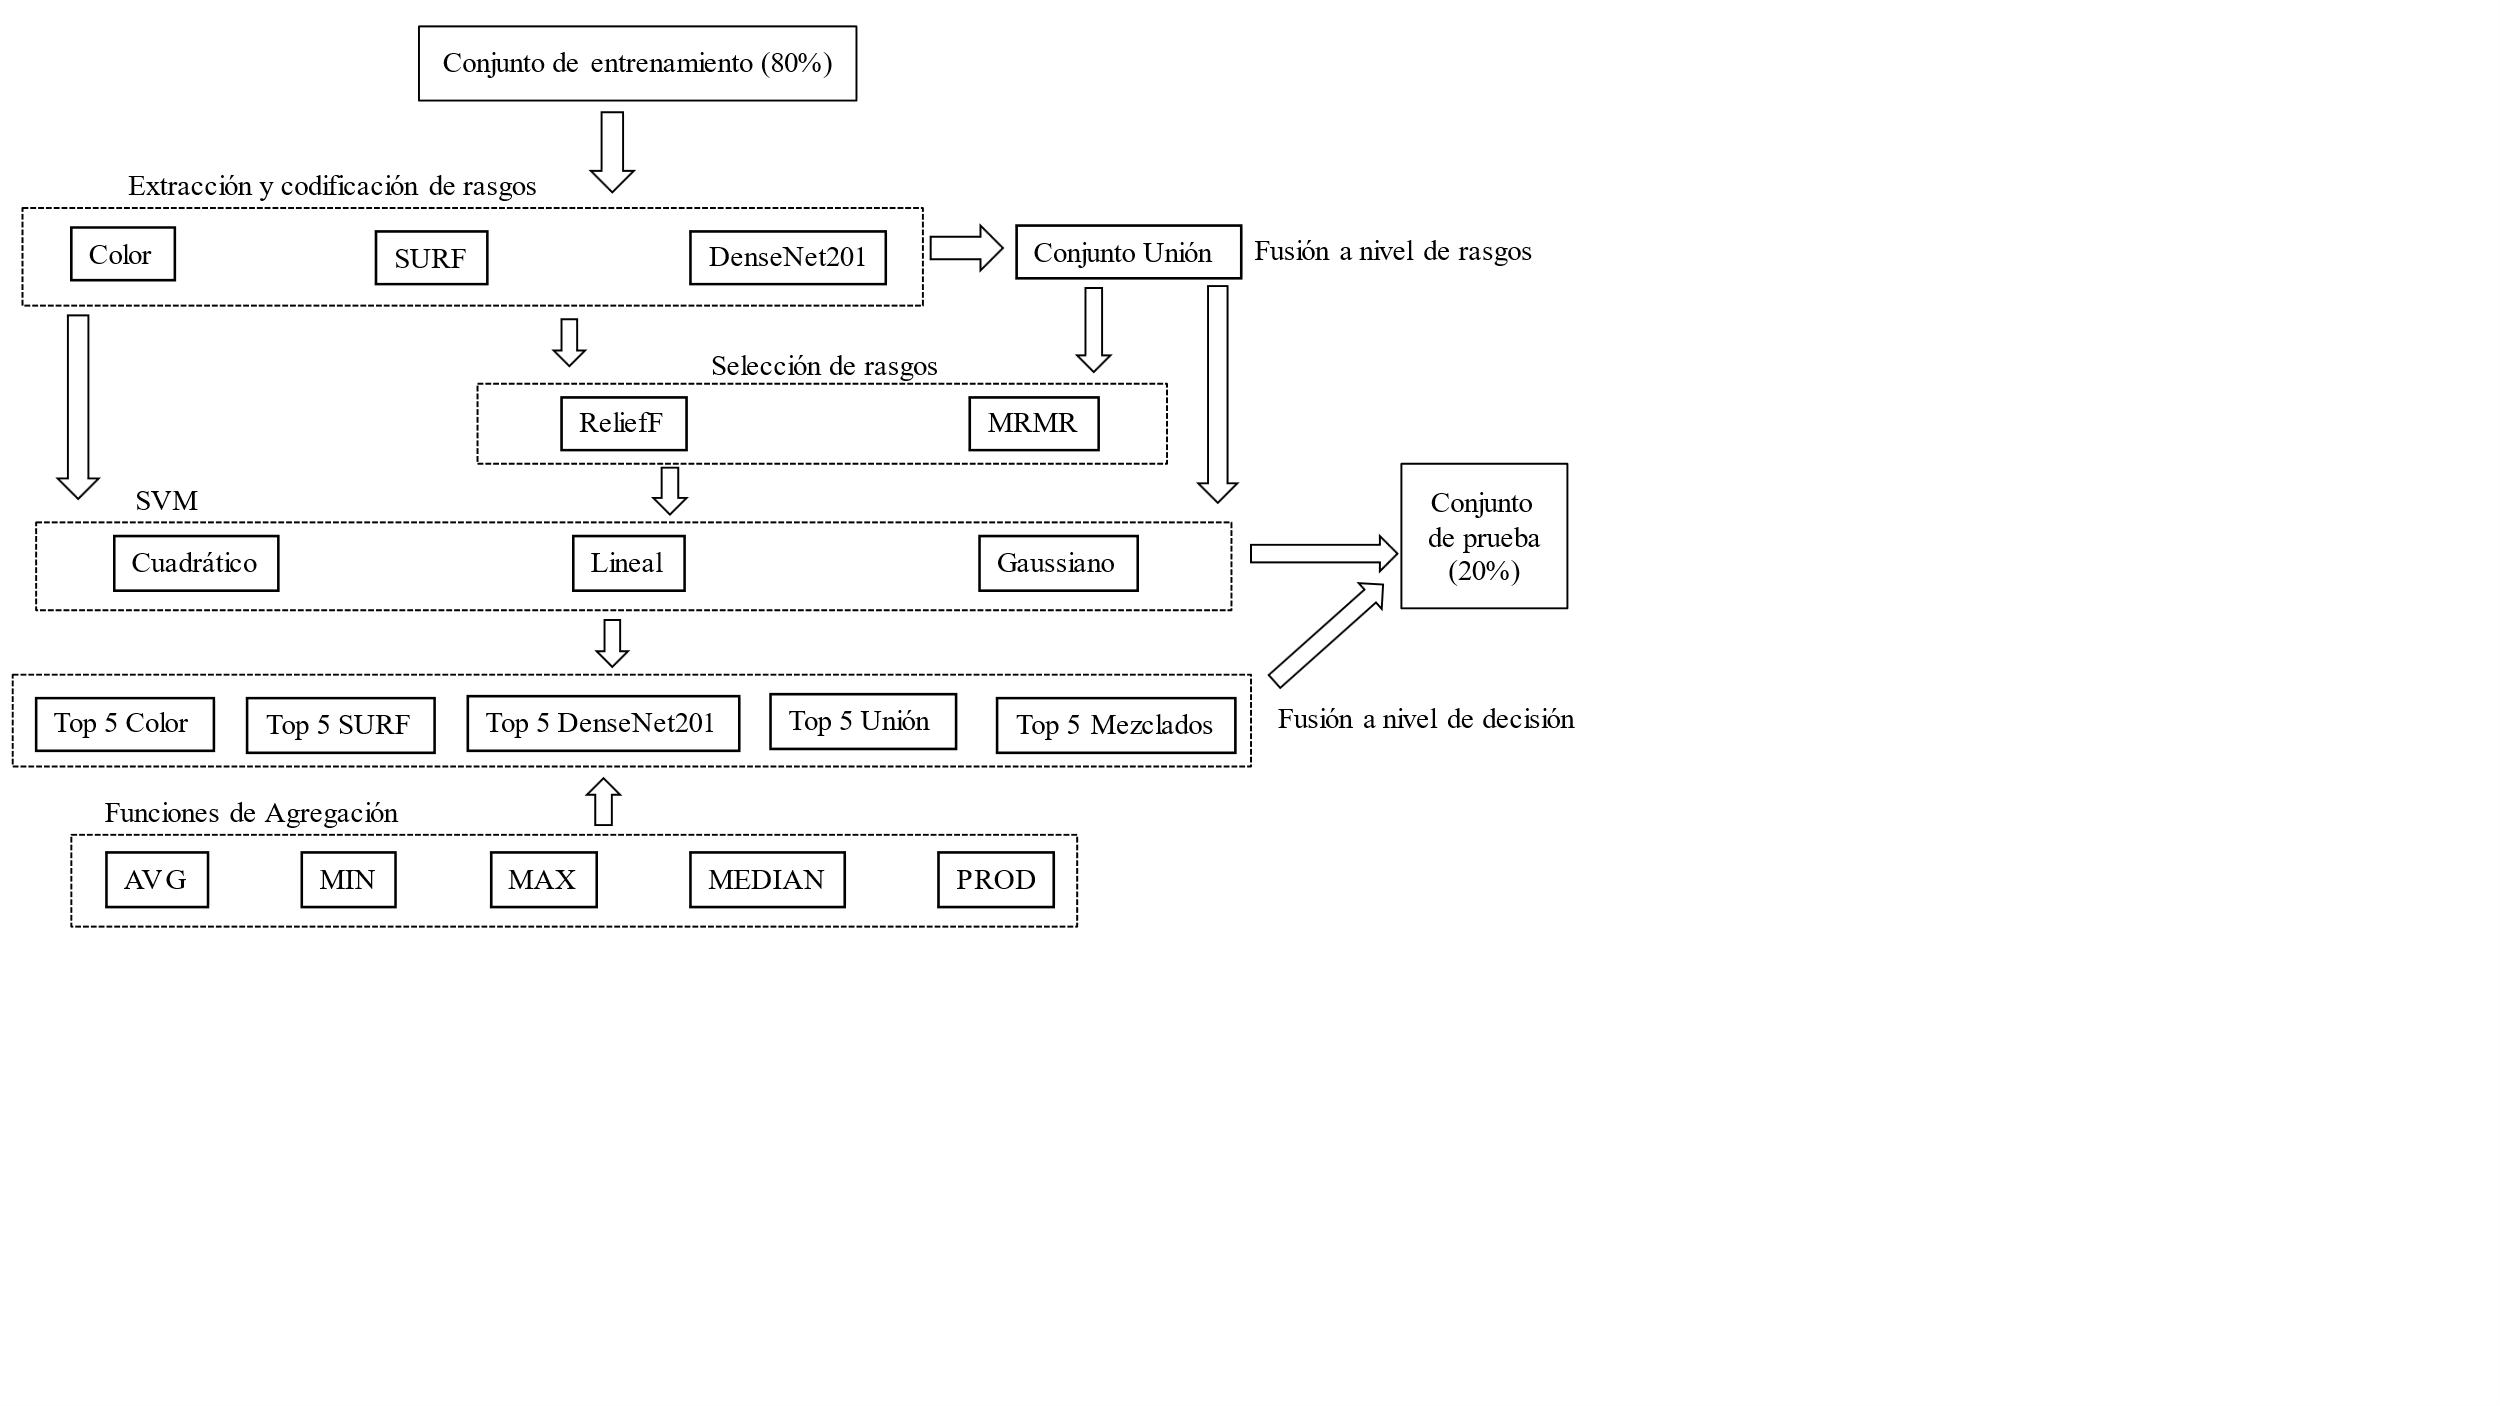 Conjunto de entrenamiento (80%)
Extracción y codificación de rasgos
Color
SURF
DenseNet201
Conjunto Unión
Fusión a nivel de rasgos
Selección de rasgos
ReliefF
MRMR
SVM
Cuadrático
Lineal
Gaussiano
Conjunto
de prueba
(20%)
Top 5 Color
Top 5 SURF
Top 5 DenseNet201
Top 5 Unión
Top 5 Mezclados
Fusión a nivel de decisión
Funciones de Agregación
AVG
MIN
MAX
MEDIAN
PROD